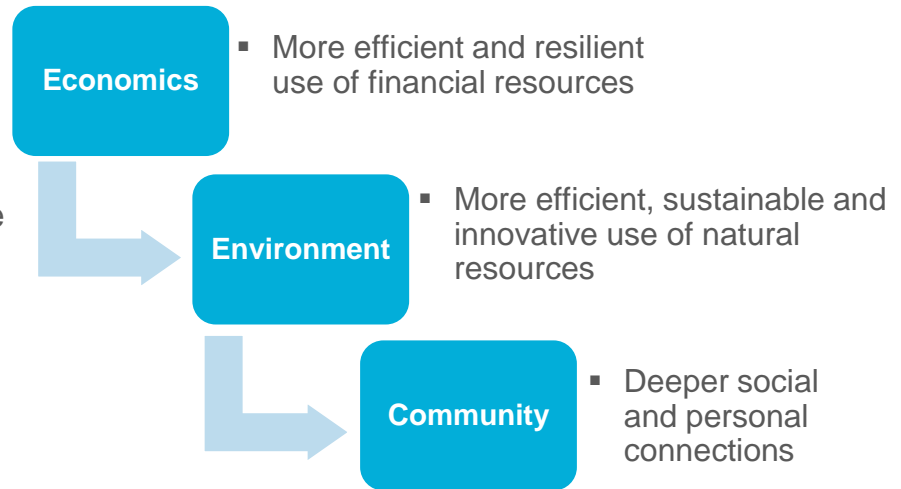 Economics
▪ More efficient and resilient
use of financial resources
e
Environment
▪ More efficient, sustainable and
innovative use of natural
resources
Community
▪ Deeper social
and personal
connections